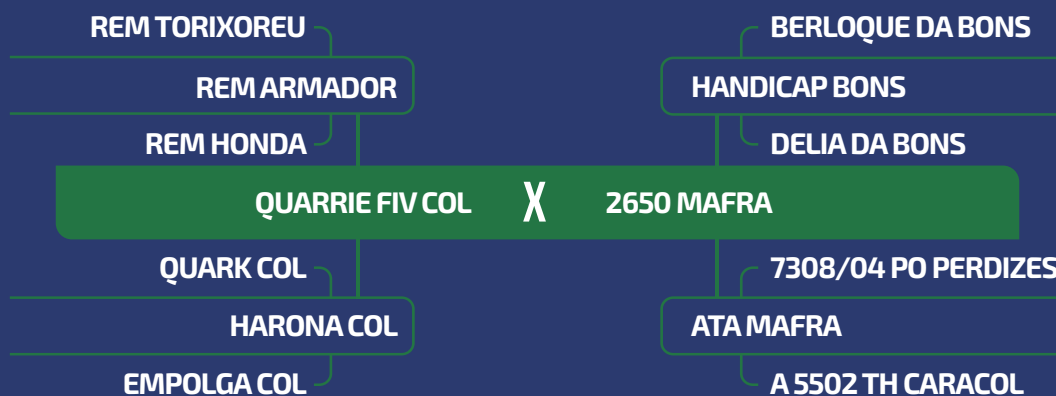 REM TORIXOREU
BERLOQUE DA BONS
REM ARMADOR
HANDICAP BONS
REM HONDA
DELIA DA BONS
QUARRIE FIV COL X 2650 MAFRA
QUARK COL
7308/04 PO PERDIZES
HARONA COL
ATA MAFRA
EMPOLGA COL
A 5502 TH CARACOL